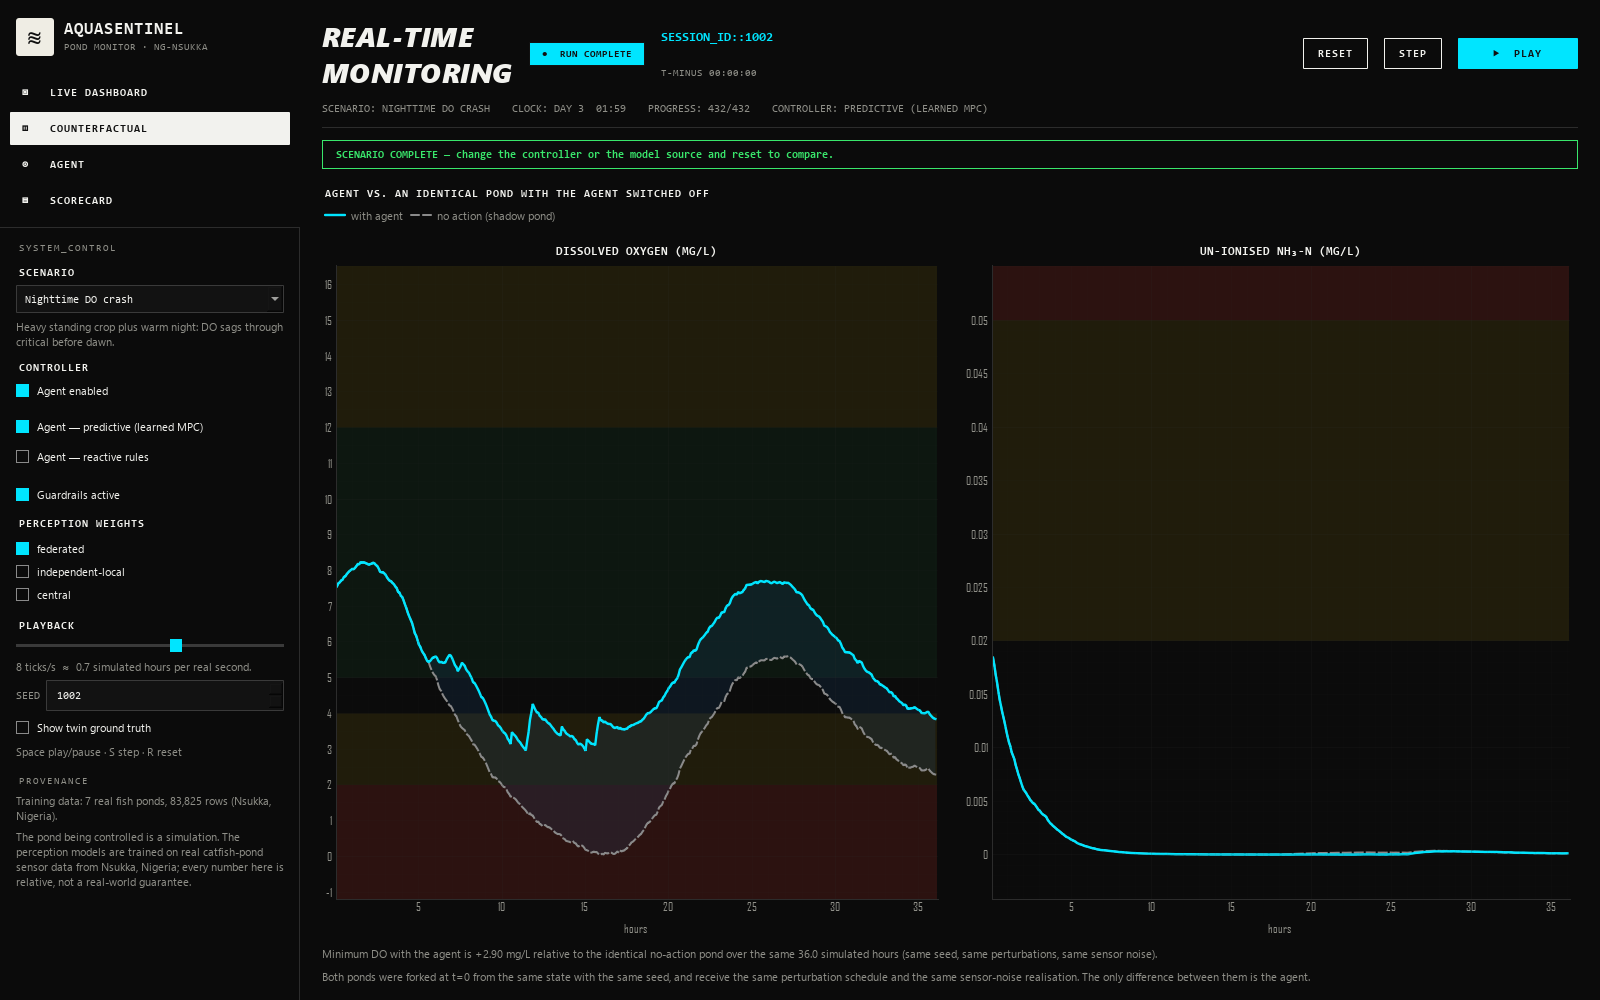 AQUASENTINEL
POND MONITOR · NG-NSUKKA
LIVE DASHBOARD
COUNTERFACTUAL
AGENT
SCORECARD
SYSTEM_CONTROL
SCENARIO
Nighttime DO crash
Heavy standing crop plus warm night: DO sags through
critical before dawn.
CONTROLLER
Agent enabled
Agent — predictive (learned MPC)
Agent — reactive rules
Guardrails active
PERCEPTION WEIGHTS
federated
independent-local
central
PLAYBACK
8 ticks/s ≈ 0.7 simulated hours per real second.
SEED 1002
Show twin ground truth
Space play/pause · S step · R reset
PROVENANCE
Training data: 7 real fish ponds, 83,825 rows (Nsukka,
Nigeria).
The pond being controlled is a simulation. The
perception models are trained on real catfish-pond
sensor data from Nsukka, Nigeria; every number here is
relative, not a real-world guarantee.
REAL-TIME
MONITORING
● RUN COMPLETE
SESSION_ID::1002
T-MINUS 00:00:00
RESET
STEP
▶ PLAY
SCENARIO: NIGHTTIME DO CRASH CLOCK: DAY 3 01:59 PROGRESS: 432/432 CONTROLLER: PREDICTIVE (LEARNED MPC)
SCENARIO COMPLETE — change the controller or the model source and reset to compare.
AGENT VS. AN IDENTICAL POND WITH THE AGENT SWITCHED OFF
with agent no action (shadow pond)
DISSOLVED OXYGEN (MG/L)
16
15
14
13
12
11
10
9
8
7
6
5
4
3
2
1
0
-1
5 10 15 20 25 30 35
hours
UN-IONISED NH₃-N (MG/L)
0.05
0.045
0.04
0.035
0.03
0.025
0.02
0.015
0.01
0.005
0
5 10 15 20 25 30 35
hours
Minimum DO with the agent is +2.90 mg/L relative to the identical no-action pond over the same 36.0 simulated hours (same seed, same perturbations, same sensor noise).
Both ponds were forked at t=0 from the same state with the same seed, and receive the same perturbation schedule and the same sensor-noise realisation. The only difference between them is the agent.